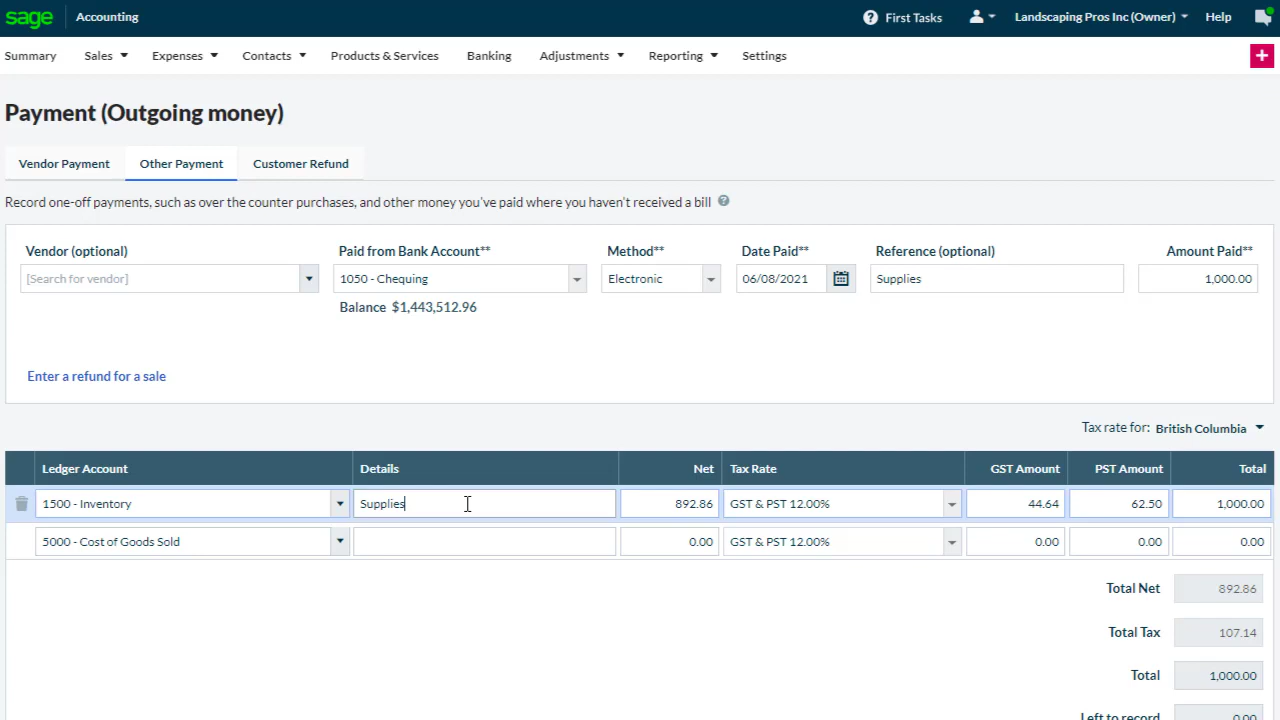 sage Accounting First Tasks Landscaping Pros Inc (Owner) Help
Summary Sales Expenses Contacts Products & Services Banking Adjustments Reporting Settings +
Payment (Outgoing money)
Vendor Payment Other Payment Customer Refund
Record one-off payments, such as over the counter purchases, and other money you've paid where you haven't received a bill
Vendor (optional) Paid from Bank Account** Method** Date Paid** Reference (optional) Amount Paid**
[Search for vendor] 1050 - Chequing Electronic 06/08/2021 Supplies 1,000.00
Balance $1,443,512.96
Enter a refund for a sale
Tax rate for: British Columbia
Ledger Account Details Net Tax Rate GST Amount PST Amount Total
1500 - Inventory Supplies 892.86 GST & PST 12.00% 44.64 62.50 1,000.00
5000 - Cost of Goods Sold 0.00 GST & PST 12.00% 0.00 0.00 0.00
Total Net 892.86
Total Tax 107.14
Total 1,000.00
Left to record 0.00